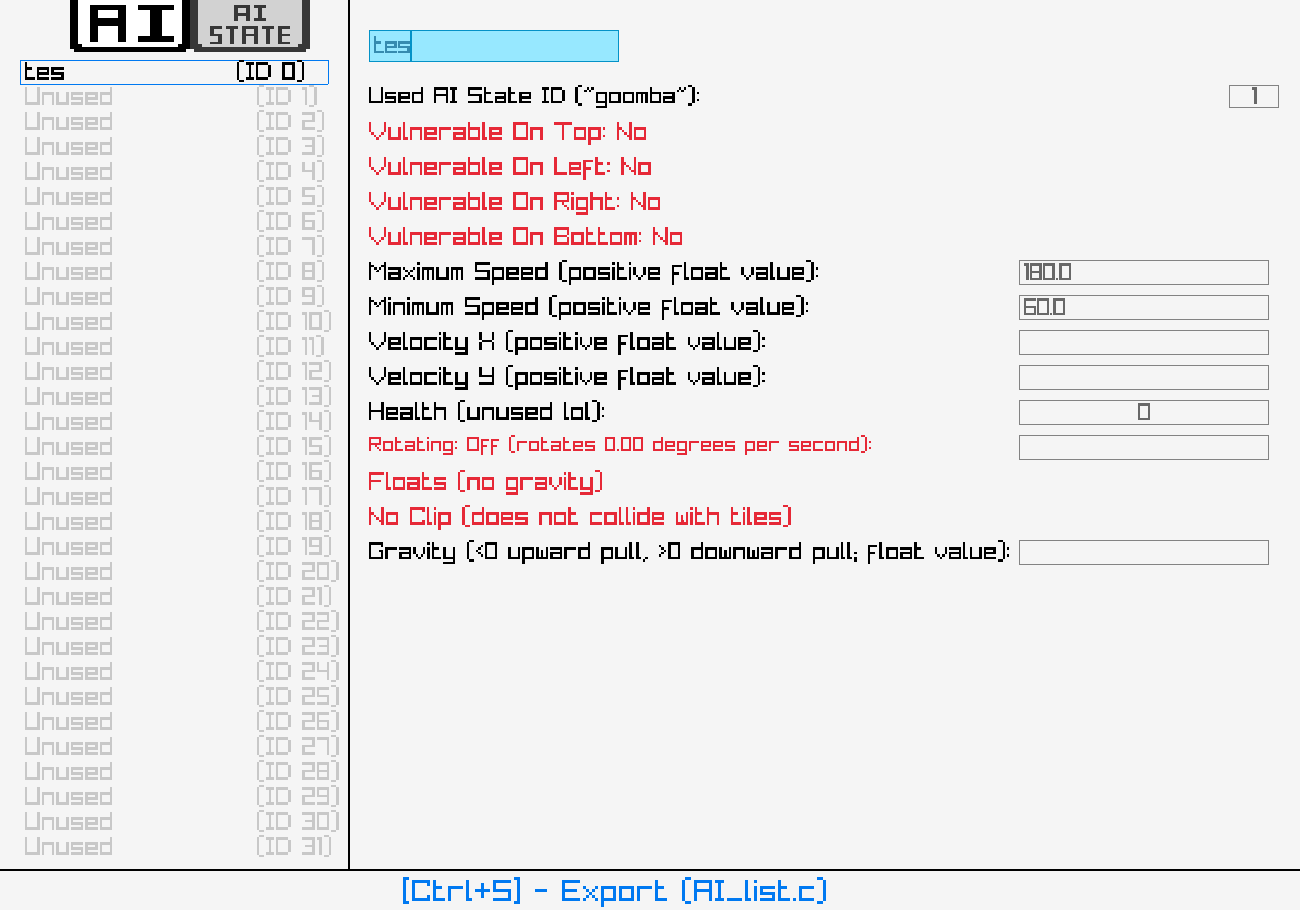 AI
AI STATE
tes (ID 0)
Unused (ID 1)
Unused (ID 2)
Unused (ID 3)
Unused (ID 4)
Unused (ID 5)
Unused (ID 6)
Unused (ID 7)
Unused (ID 8)
Unused (ID 9)
Unused (ID 10)
Unused (ID 11)
Unused (ID 12)
Unused (ID 13)
Unused (ID 14)
Unused (ID 15)
Unused (ID 16)
Unused (ID 17)
Unused (ID 18)
Unused (ID 19)
Unused (ID 20)
Unused (ID 21)
Unused (ID 22)
Unused (ID 23)
Unused (ID 24)
Unused (ID 25)
Unused (ID 26)
Unused (ID 27)
Unused (ID 28)
Unused (ID 29)
Unused (ID 30)
Unused (ID 31)
tes
Used AI State ID ("goomba"): 1
Vulnerable On Top: No
Vulnerable On Left: No
Vulnerable On Right: No
Vulnerable On Bottom: No
Maximum Speed (positive float value): 180.0
Minimum Speed (positive float value): 60.0
Velocity X (positive float value):
Velocity Y (positive float value):
Health (unused lol): 0
Rotating: Off (rotates 0.00 degrees per second):
Floats (no gravity)
No Clip (does not collide with tiles)
Gravity (<0 upward pull, >0 downward pull; float value):
[Ctrl+S] - Export (AI_list.c)